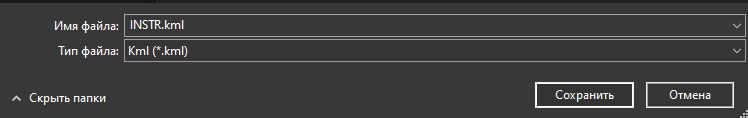 Имя файла: INSTR.kml
Тип файла: Kml (*.kml)
Скрыть папки Сохранить Отмена